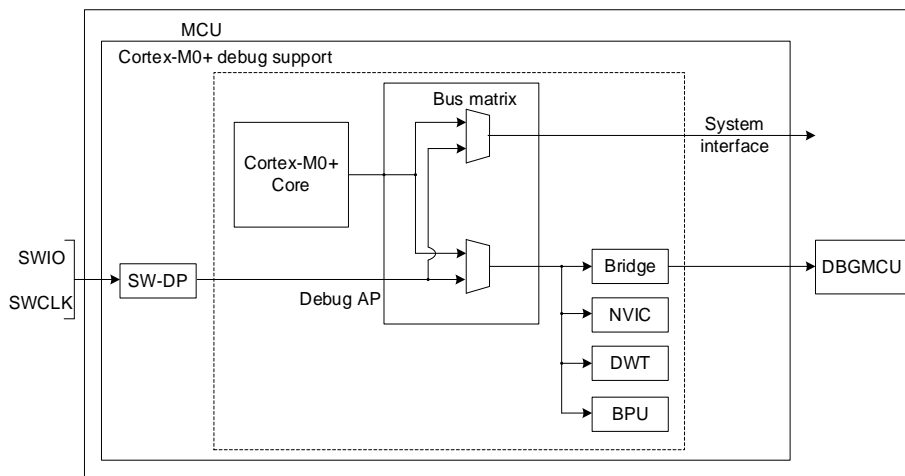 MCU
Cortex-M0+ debug support
Bus matrix
Cortex-M0+
Core
System
interface
SWIO
SWCLK
SW-DP
Debug AP
Bridge
DBGMCU
NVIC
DWT
BPU